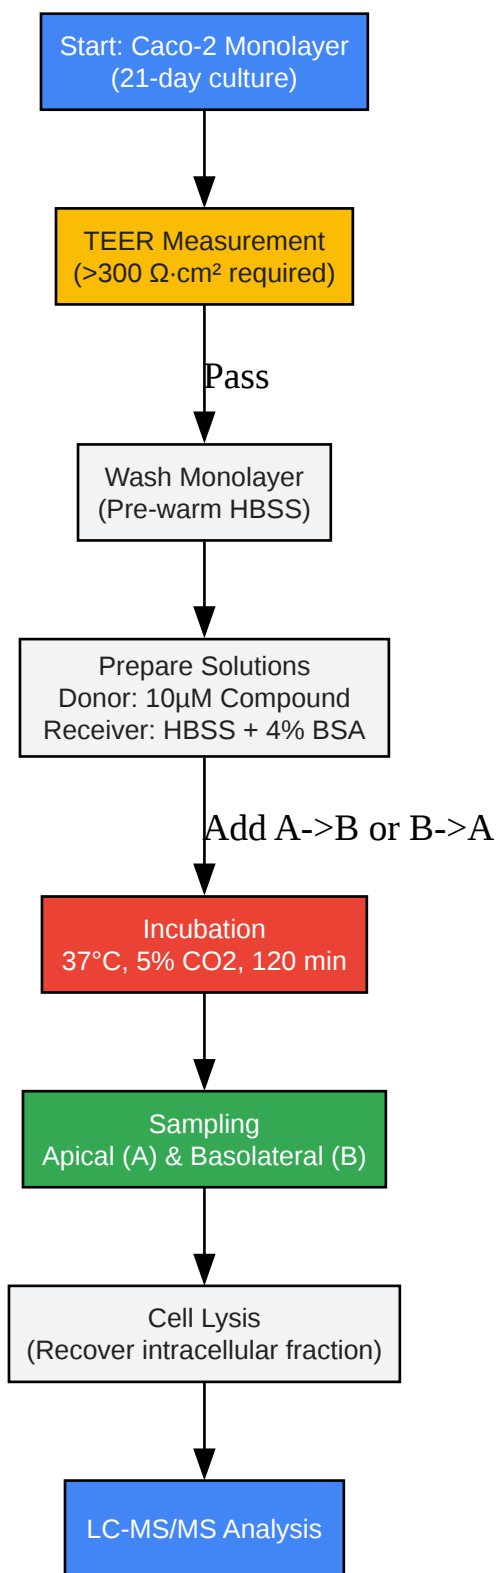 Start: Caco-2 Monolayer
(21-day culture)
TEER Measurement
(>300 Ω·cm² required)
Pass
Wash Monolayer
(Pre-warm HBSS)
Prepare Solutions
Donor: 10µM Compound
Receiver: HBSS + 4% BSA
Add A->B or B->A
Incubation
37°C, 5% CO2, 120 min
Sampling
Apical (A) & Basolateral (B)
Cell Lysis
(Recover intracellular fraction)
LC-MS/MS Analysis